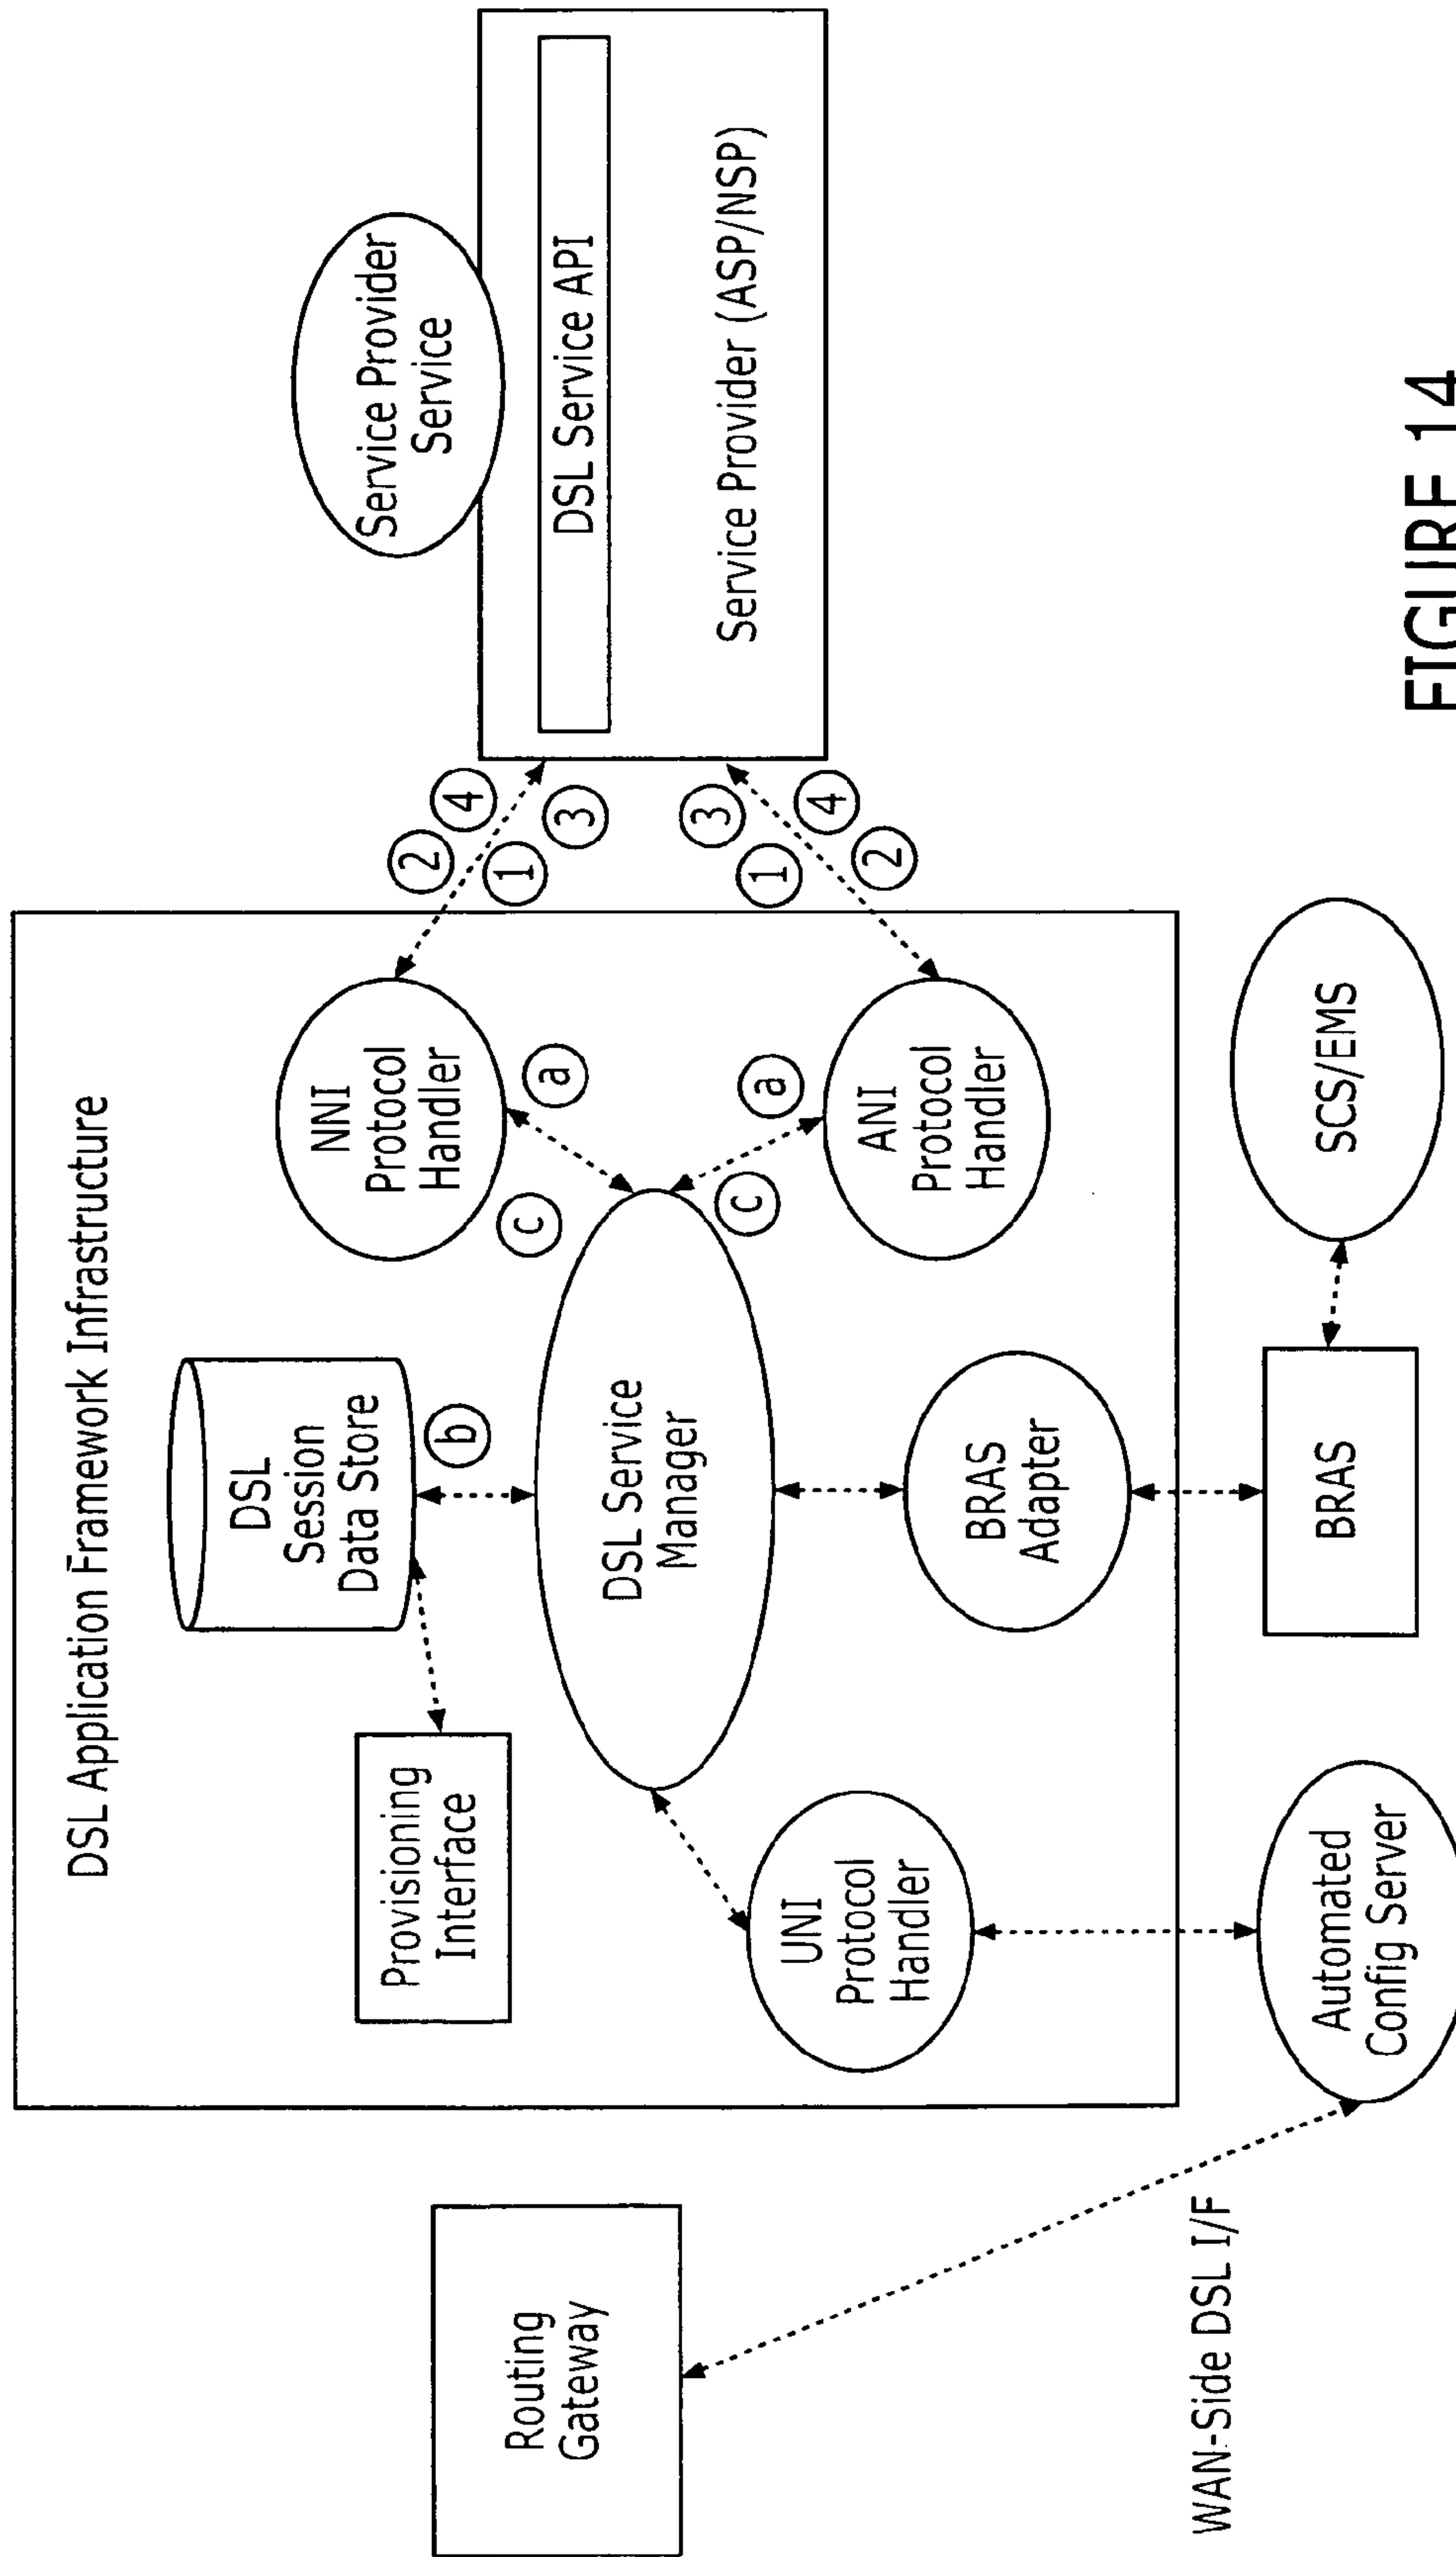 DSL Application Framework Infrastructure
Routing
Gateway
WAN-Side DSL I/F
Provisioning
Interface
DSL
Session
Data Store
b
DSL Service
Manager
UNI
Protocol
Handler
BRAS
Adapter
NNI
Protocol
Handler
a
c
ANI
Protocol
Handler
a
c
2
4
1
3
3
1
4
2
Service Provider
Service
DSL Service API
Service Provider (ASP/NSP)
Automated
Config Server
BRAS
SCS/EMS
FIGURE 14